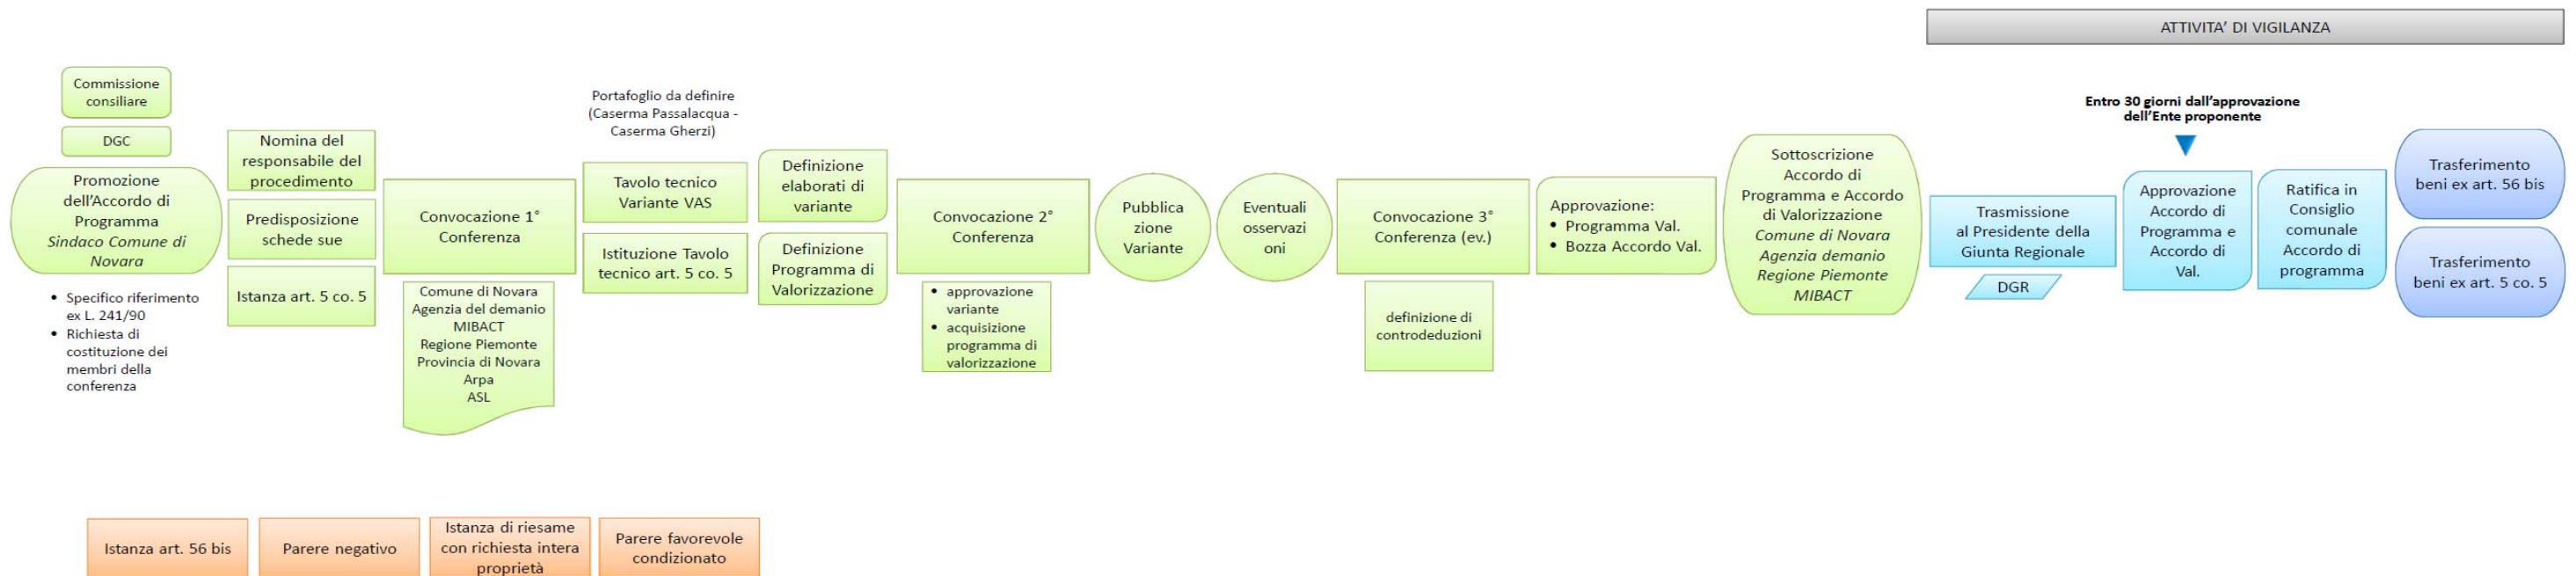 ATTIVITA' DI VIGILANZA
Commissione
consiliare
DGC
Promozione
dell'Accordo di
Programma
Sindaco Comune di
Novara
• Specifico riferimento
ex L. 241/90
• Richiesta di
costituzione dei
membri della
conferenza
Nomina del
responsabile del
procedimento
Predisposizione
schede sue
Istanza art. 5 co. 5
Convocazione 1°
Conferenza
Comune di Novara
Agenzia del demanio
MIBACT
Regione Piemonte
Provincia di Novara
Arpa
ASL
Portafoglio da definire
(Caserma Passalacqua -
Caserma Gherzi)
Tavolo tecnico
Variante VAS
Istituzione Tavolo
tecnico art. 5 co. 5
Definizione
elaborati di
variante
Definizione
Programma di
Valorizzazione
Convocazione 2°
Conferenza
• approvazione
variante
• acquisizione
programma di
valorizzazione
Pubblica
zione
Variante
Eventuali
osservazi
oni
Convocazione 3°
Conferenza (ev.)
definizione di
controdeduzioni
Approvazione:
• Programma Val.
• Bozza Accordo Val.
Sottoscrizione
Accordo di
Programma e Accordo
di Valorizzazione
Comune di Novara
Agenzia demanio
Regione Piemonte
MIBACT
Trasmissione
al Presidente della
Giunta Regionale
DGR
Entro 30 giorni dall'approvazione
dell'Ente proponente
Approvazione
Accordo di
Programma e
Accordo di
Val.
Ratifica in
Consiglio
comunale
Accordo di
programma
Trasferimento
beni ex art. 56 bis
Trasferimento
beni ex art. 5 co. 5
Istanza art. 56 bis
Parere negativo
Istanza di riesame
con richiesta intera
proprietà
Parere favorevole
condizionato